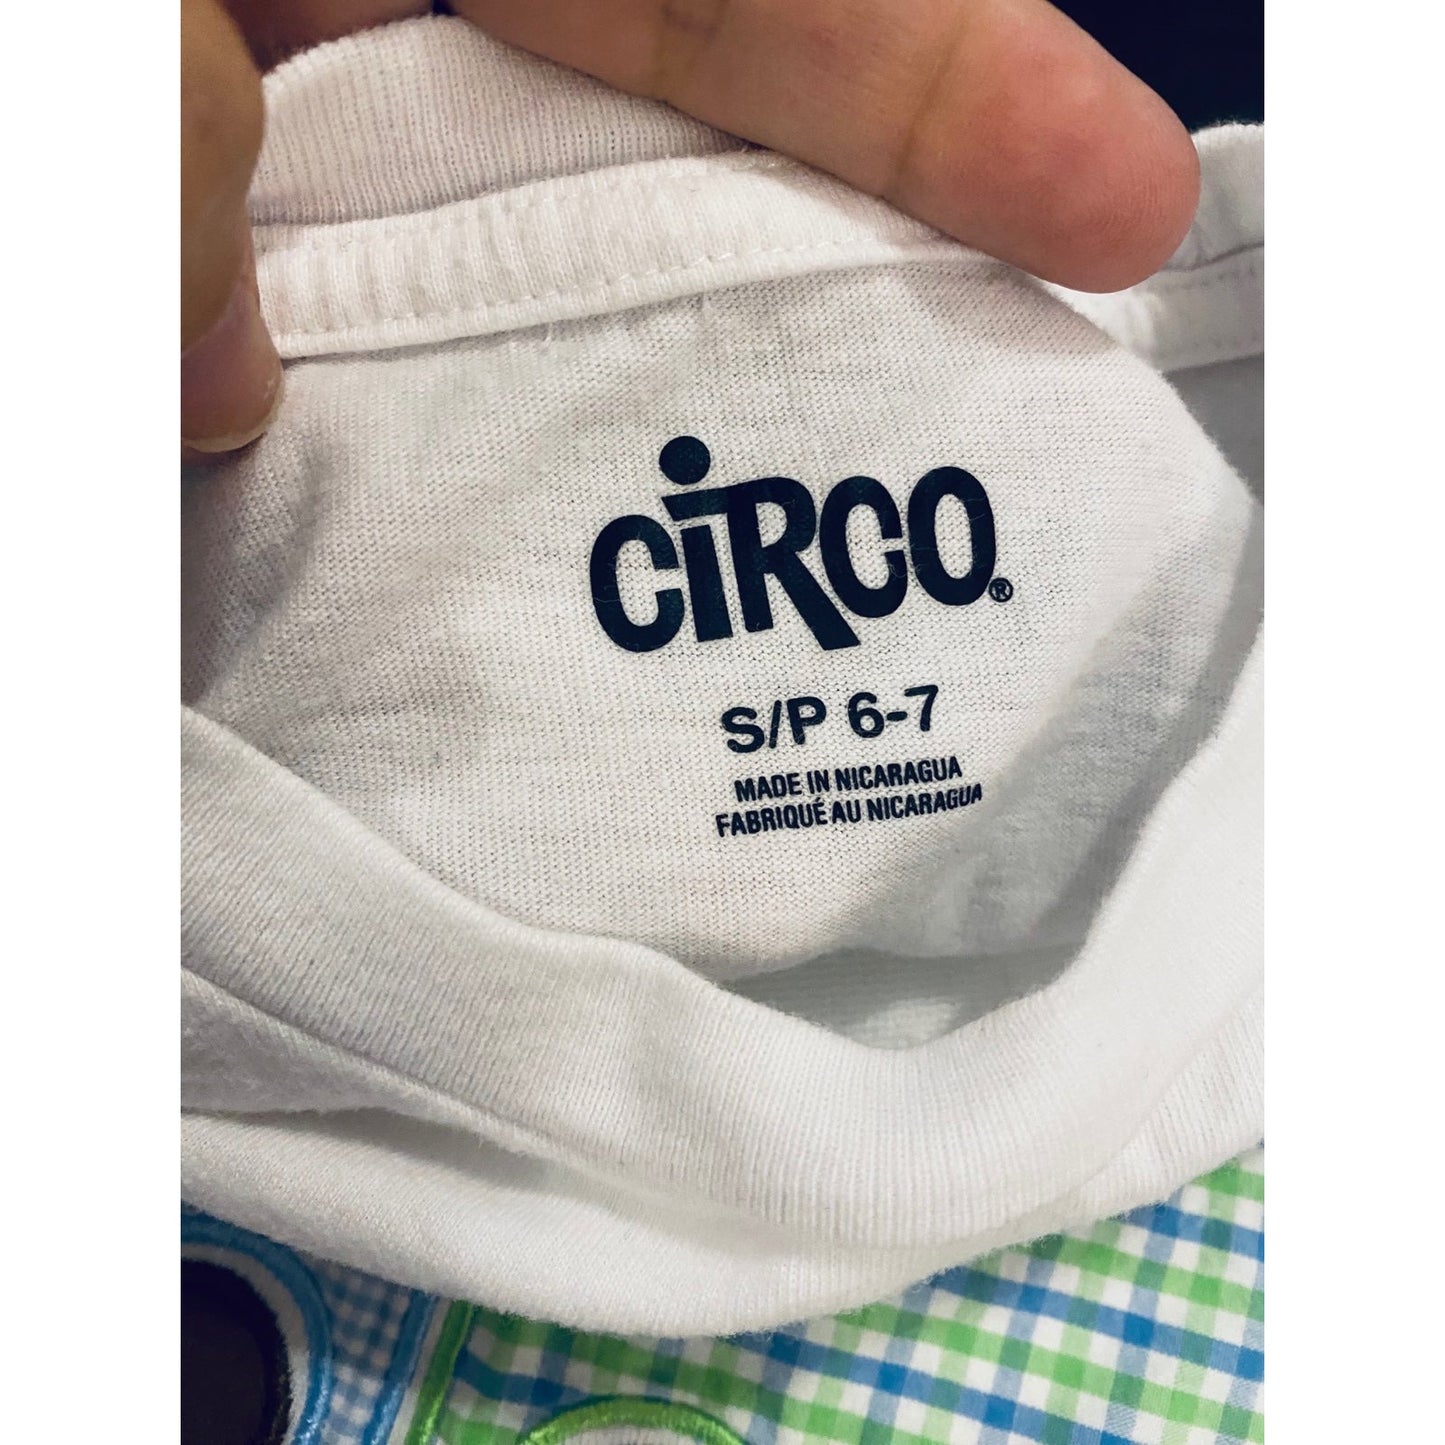 CiRCO®
S/P 6-7
MADE IN NICARAGUA
FABRIQUÉ AU NICARAGUA